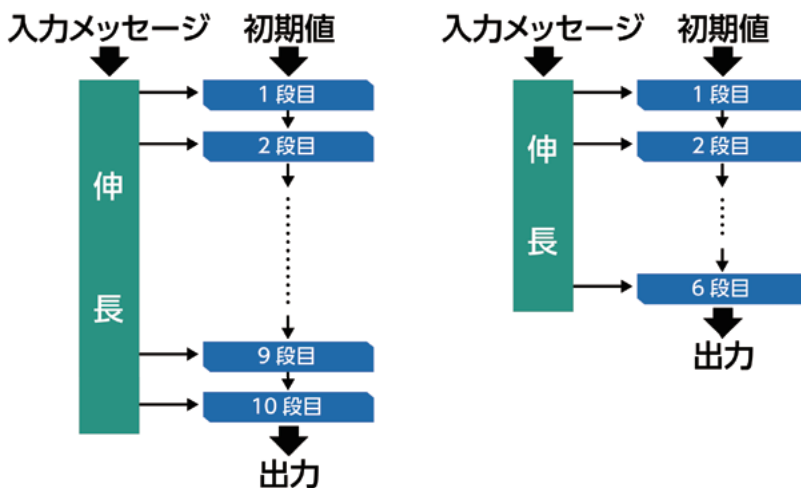 入力メッセージ 初期値
1段目
2段目
伸
長
9段目
10段目
出力
入力メッセージ 初期値
1段目
2段目
伸
長
6段目
出力